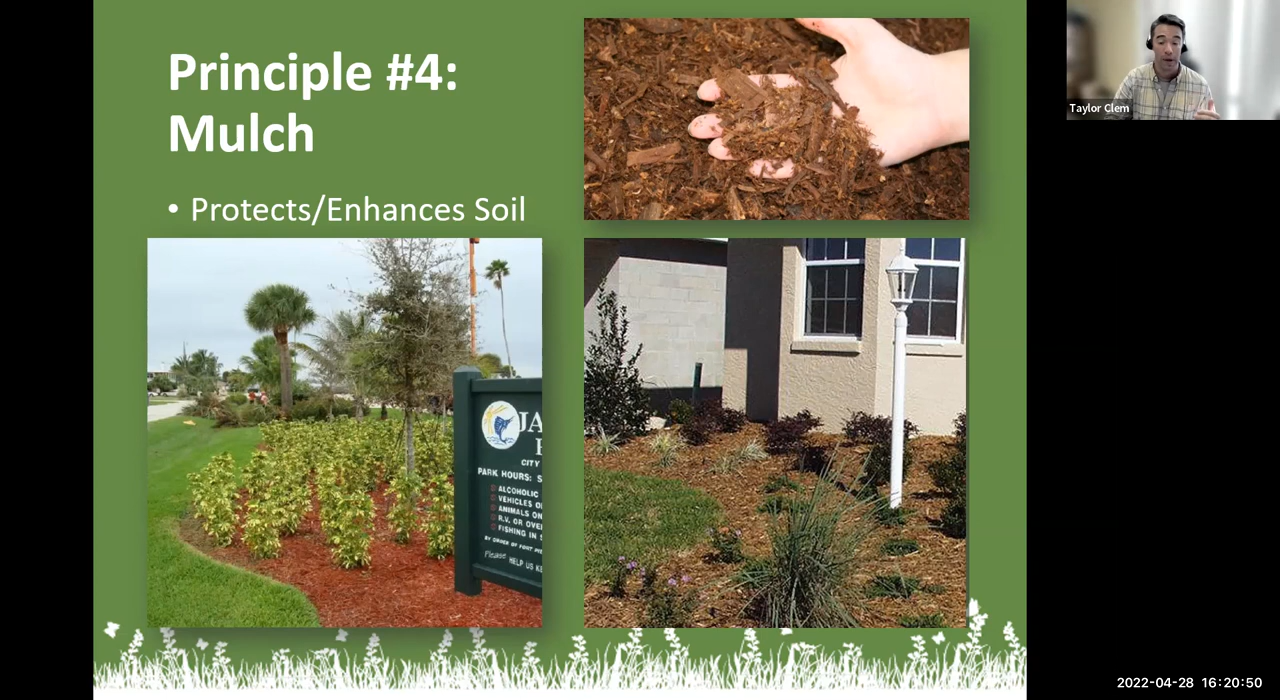 Principle #4:
Mulch
• Protects/Enhances Soil
JA
CITY
PARK HOURS: S
ALCOHOLIC
VEHICLES O
ANIMALS ON
R.V. OR OVE
FISHING IN S
BY ORDER OF FORT PIE
Please HELP US KE
Taylor Clem
2022-04-28 16:20:50